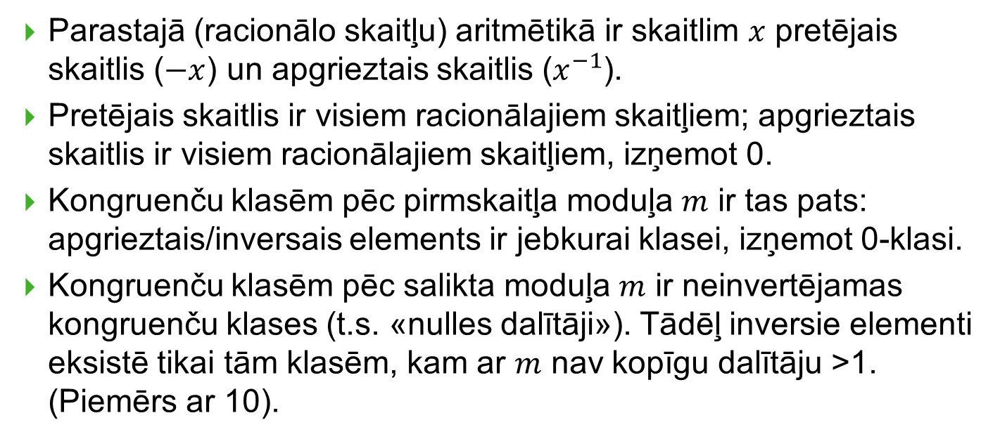 Parastajā (racionālo skaitļu) aritmētikā ir skaitlim x pretējais
skaitlis (−x) un apgrieztais skaitlis (x⁻¹).
Pretējais skaitlis ir visiem racionālajiem skaitļiem; apgrieztais
skaitlis ir visiem racionālajiem skaitļiem, izņemot 0.
Kongruenču klasēm pēc pirmskaitļa moduļa m ir tas pats:
apgrieztais/inversais elements ir jebkurai klasei, izņemot 0-klasi.
Kongruenču klasēm pēc salikta moduļa m ir neinvertējamas
kongruenču klases (t.s. «nulles dalītāji»). Tādēļ inversie elementi
eksistē tikai tām klasēm, kam ar m nav kopīgu dalītāju >1.
(Piemērs ar 10).